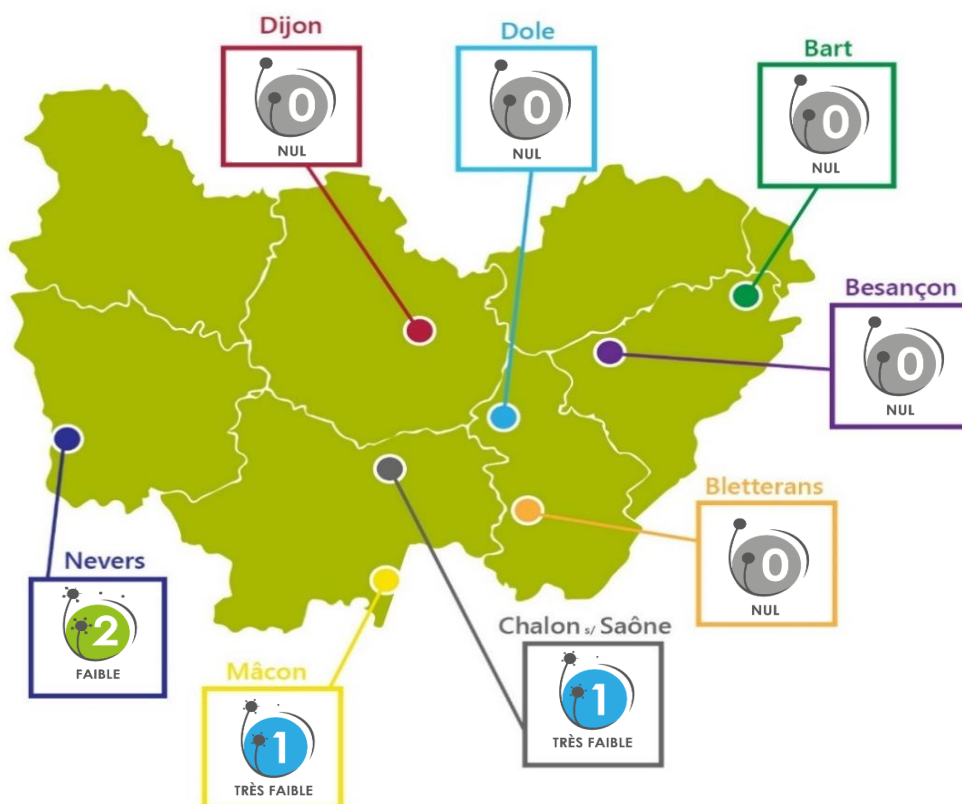 Dijon
0
NUL
Dole
0
NUL
Bart
0
NUL
Besançon
0
NUL
Bletterans
0
NUL
Nevers
2
FAIBLE
Chalon s/ Saône
1
TRÈS FAIBLE
Mâcon
1
TRÈS FAIBLE